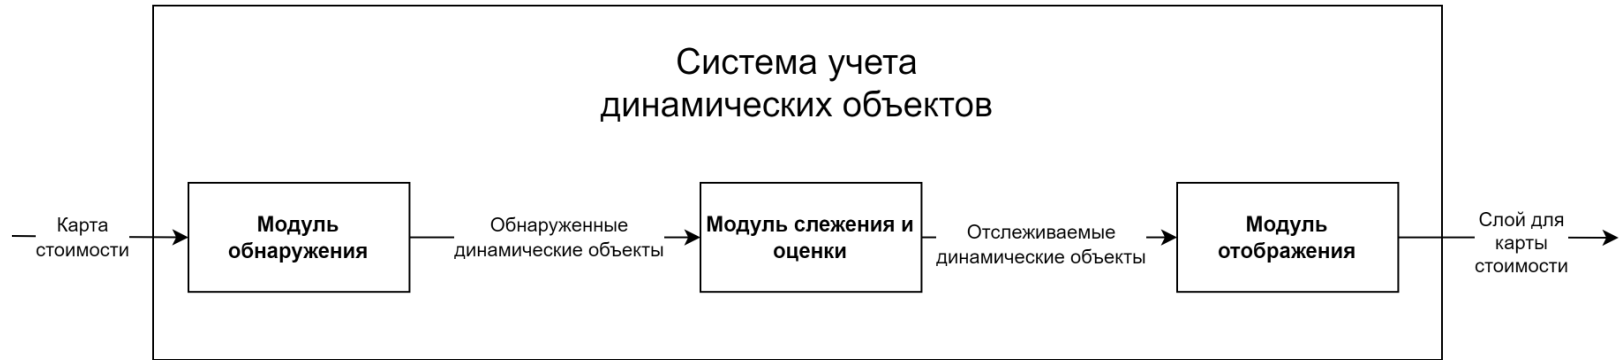 Система учета
динамических объектов
Карта
стоимости
Модуль
обнаружения
Обнаруженные
динамические объекты
Модуль слежения и
оценки
Отслеживаемые
динамические объекты
Модуль
отображения
Слой для
карты
стоимости